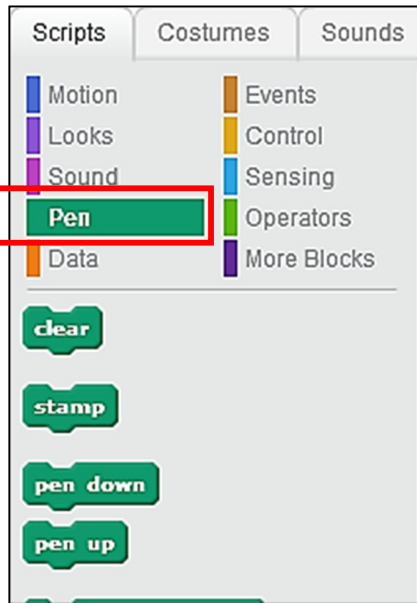 Scripts Costumes Sounds
Motion Events
Looks Control
Sound Sensing
Pen Operators
Data More Blocks
clear
stamp
pen down
pen up